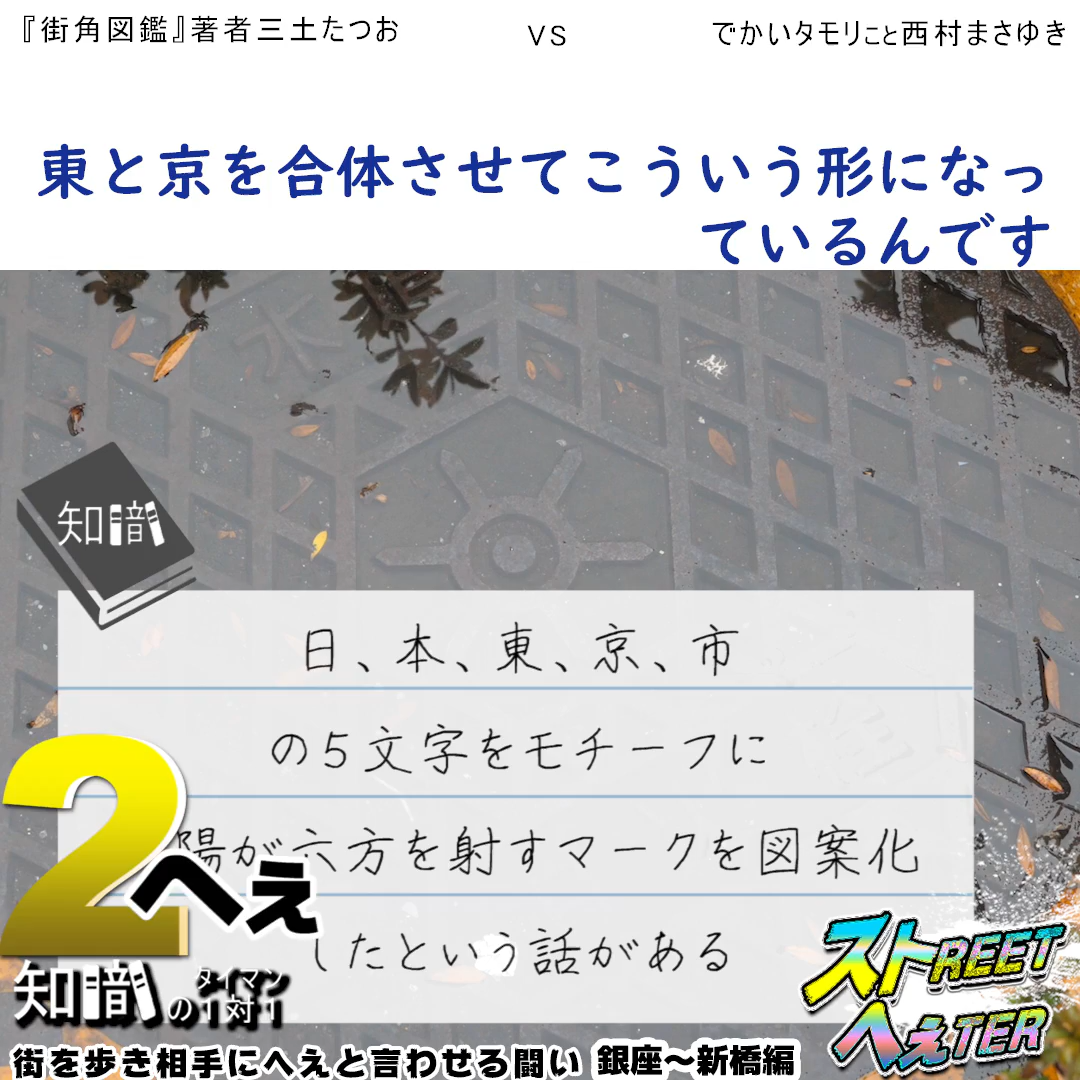 『街角図鑑』著者三土たつお
VS
でかいタモリこと西村まさゆき
東と京を合体させてこういう形になっ
ているんです
水
知識
日、本、東、京、市
の5文字をモチーフに
陽が六方を射すマークを図案化
したという話がある
2へえ
知識の
タイマン
1対1
街を歩き相手にへえと言わせる闘い 銀座～新橋編
ストREET
へぇTER